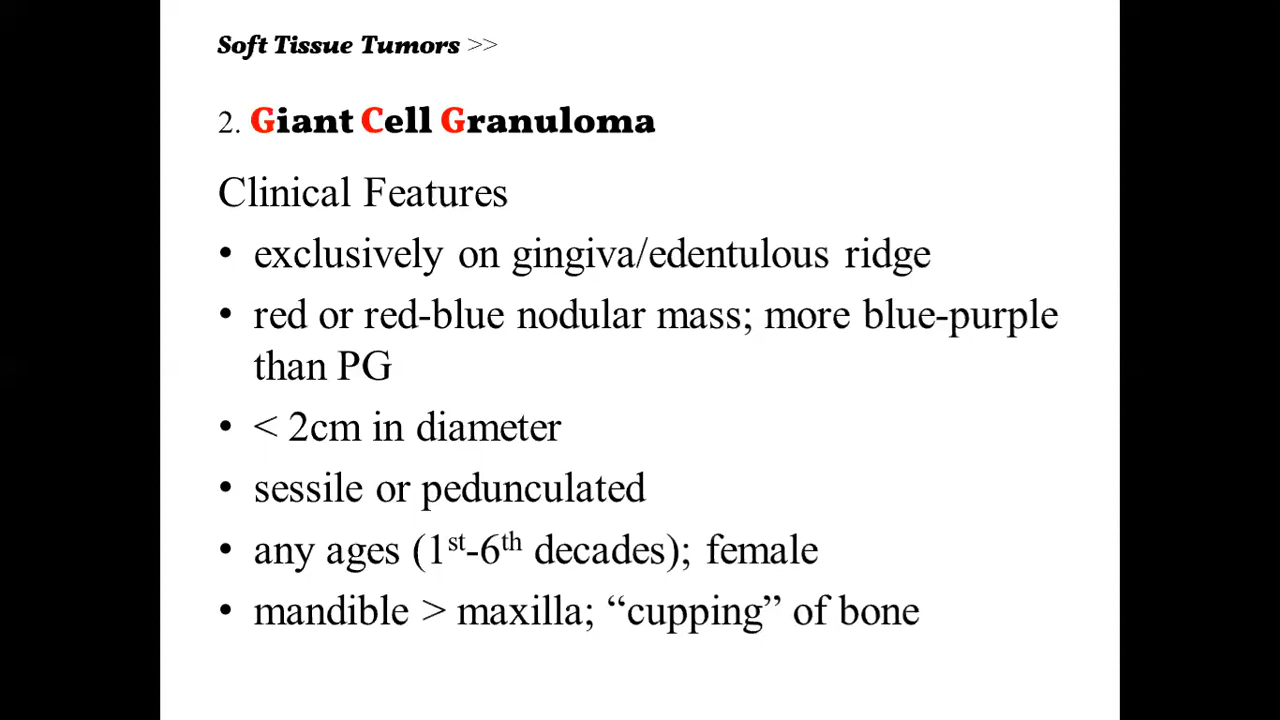 Soft Tissue Tumors >>
2. Giant Cell Granuloma
Clinical Features
• exclusively on gingiva/edentulous ridge
• red or red-blue nodular mass; more blue-purple
than PG
• < 2cm in diameter
• sessile or pedunculated
• any ages (1st-6th decades); female
• mandible > maxilla; “cupping” of bone